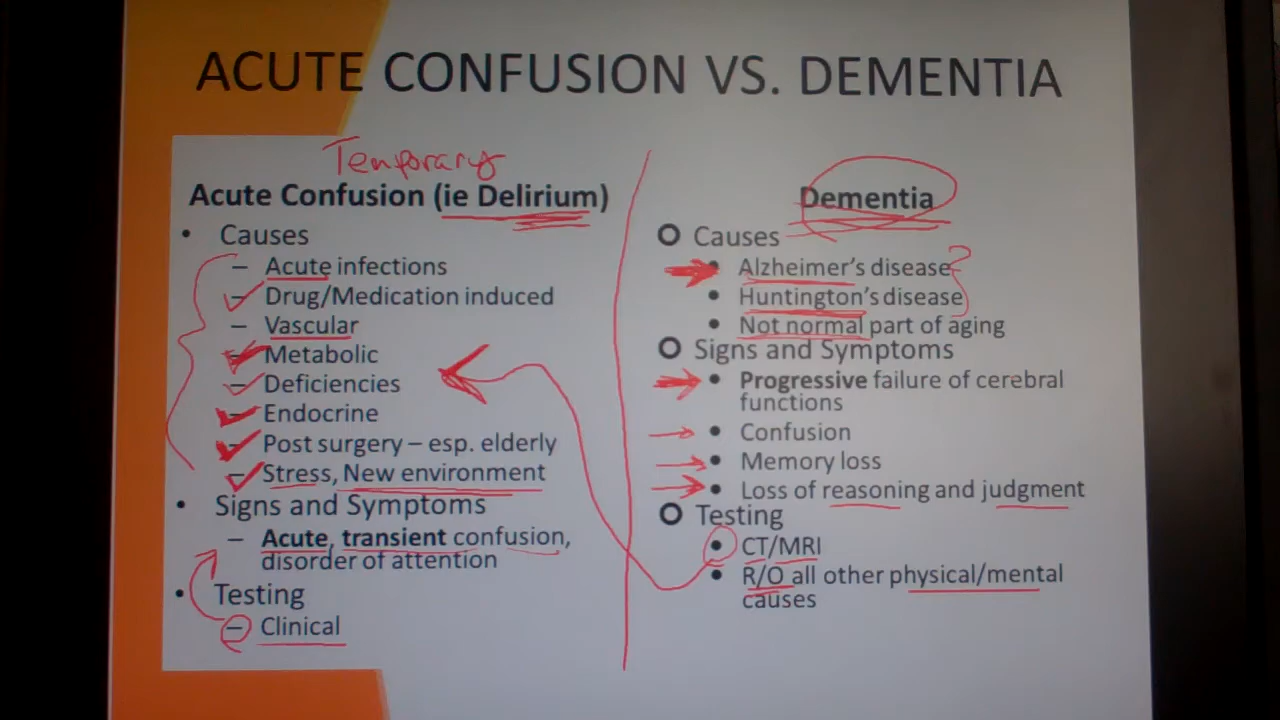 ACUTE CONFUSION VS. DEMENTIA
Temporary
Acute Confusion (ie Delirium)
• Causes
– Acute infections
– Drug/Medication induced
– Vascular
– Metabolic
– Deficiencies
– Endocrine
– Post surgery – esp. elderly
– Stress, New environment
• Signs and Symptoms
– Acute, transient confusion,
disorder of attention
• Testing
– Clinical
Dementia
Causes
• Alzheimer's disease
• Huntington's disease
• Not normal part of aging
Signs and Symptoms
• Progressive failure of cerebral
functions
• Confusion
• Memory loss
• Loss of reasoning and judgment
Testing
• CT/MRI
• R/O all other physical/mental
causes